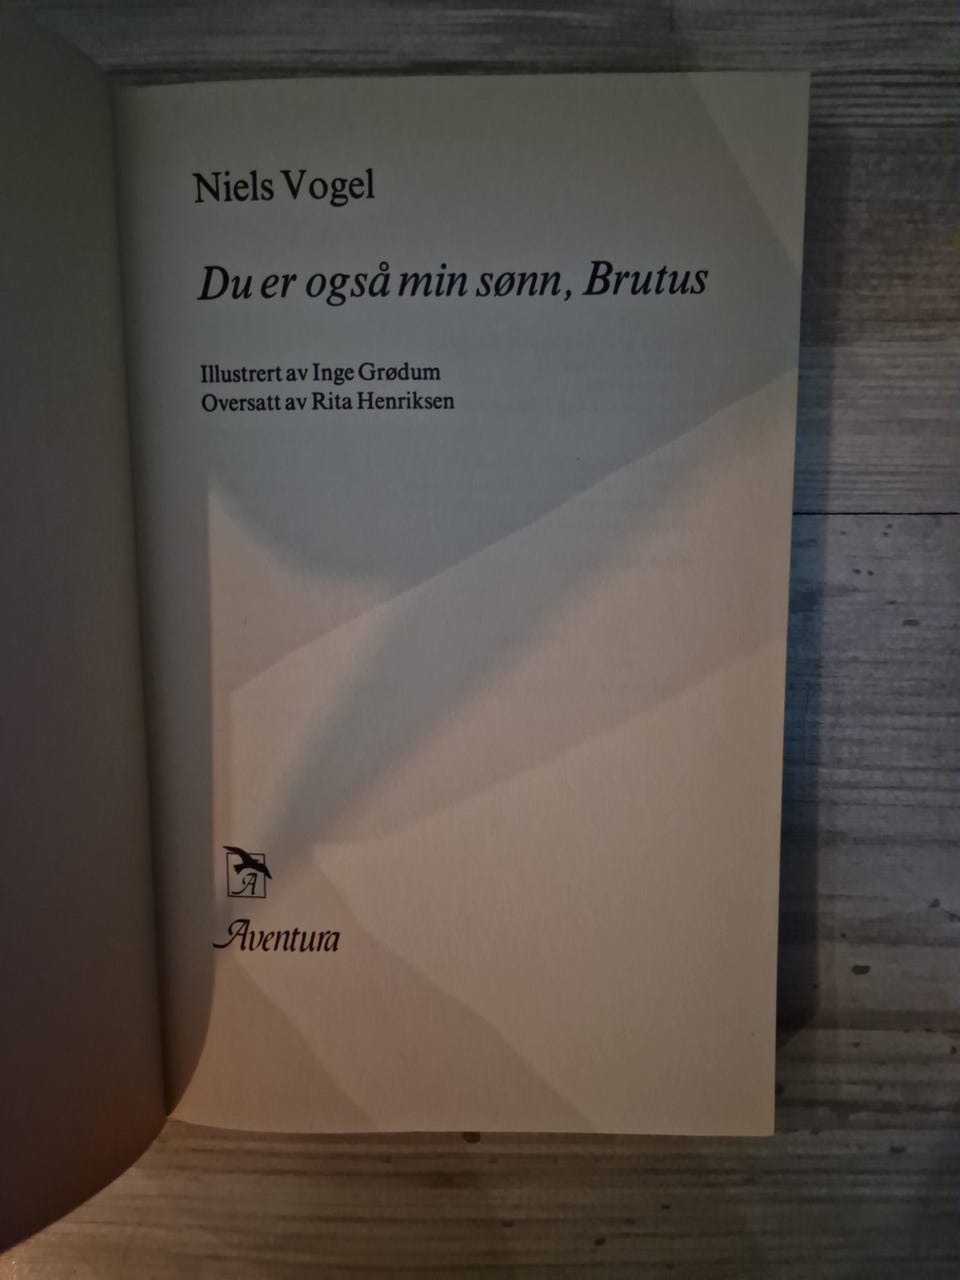 Niels Vogel
Du er også min sønn, Brutus
Illustrert av Inge Grødum
Oversatt av Rita Henriksen
A
Aventura